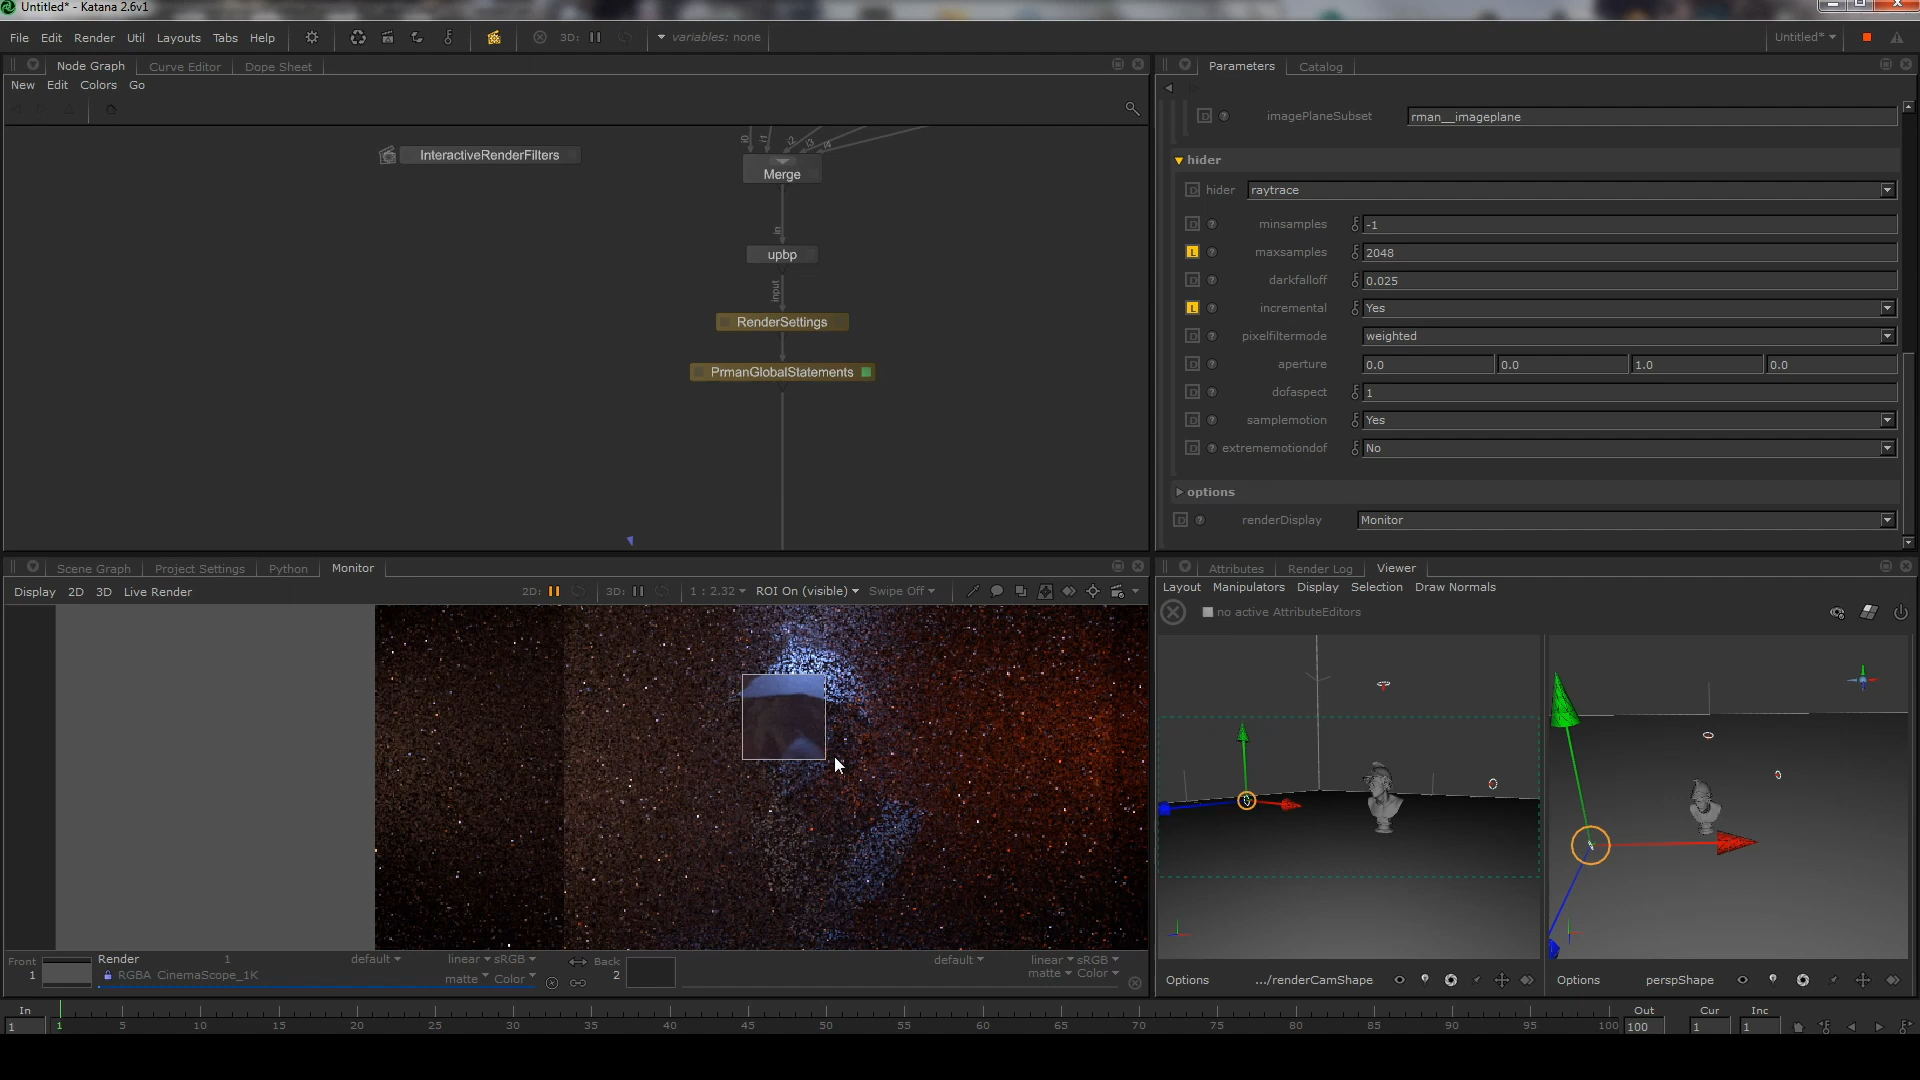 Untitled* - Katana 2.6v1
File Edit Render Util Layouts Tabs Help 3D: variables: none Untitled*
Node Graph Curve Editor Dope Sheet
New Edit Colors Go
InteractiveRenderFilters
i0 i1 i2 i3 i4
Merge
in
upbp
input
RenderSettings
PrmanGlobalStatements
Parameters Catalog
imagePlaneSubset rman__imageplane
hider
hider raytrace
minsamples -1
L maxsamples 2048
darkfalloff 0.025
L incremental Yes
pixelfiltermode weighted
aperture 0.0 0.0 1.0 0.0
dofaspect 1
samplemotion Yes
extrememotiondof No
options
renderDisplay Monitor
Scene Graph Project Settings Python Monitor
Display 2D 3D Live Render 2D: 3D: 1 : 2.32 ROI On (visible) Swipe Off
Front Render 1 default linear sRGB Back default linear sRGB
1 RGBA CinemaScope_1K matte Color 2 matte Color
Attributes Render Log Viewer
Layout Manipulators Display Selection Draw Normals
no active AttributeEditors
Options .../renderCamShape Options perspShape
In Out Cur Inc
1 1 5 10 15 20 25 30 35 40 45 50 55 60 65 70 75 80 85 90 95 100 100 1 1